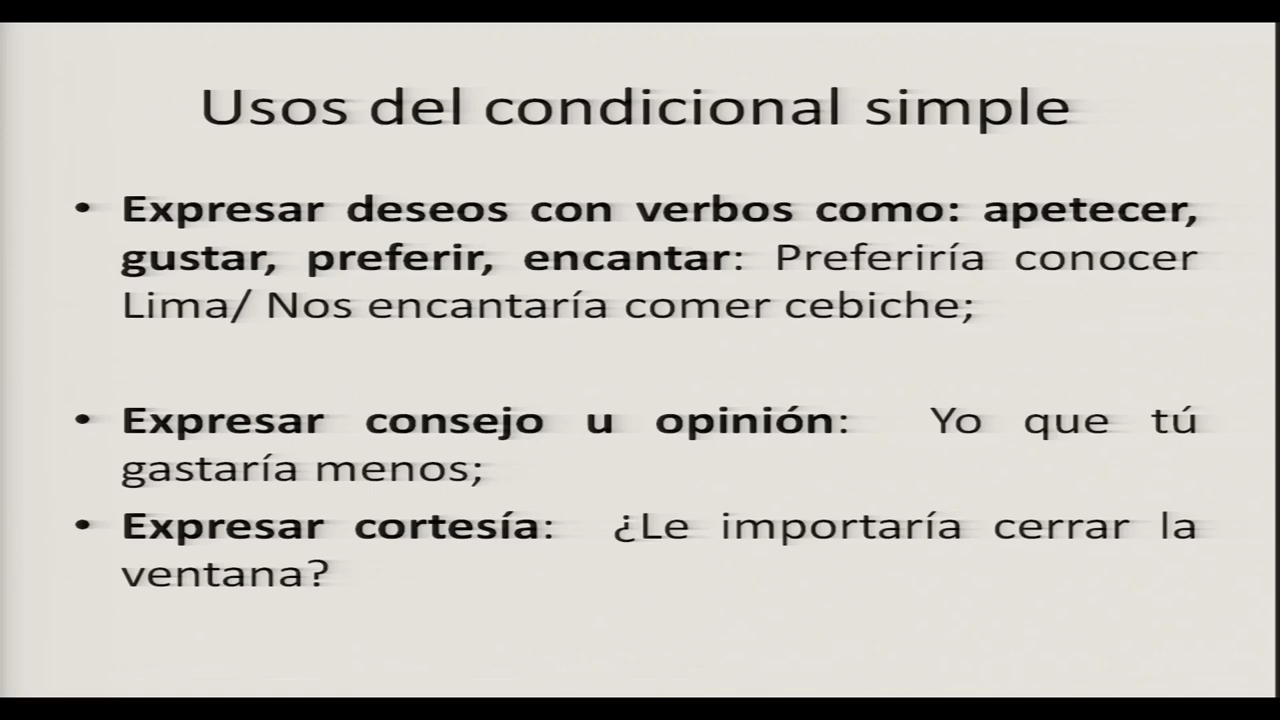 Usos del condicional simple
• Expresar deseos con verbos como: apetecer,
gustar, preferir, encantar: Preferiría conocer
Lima/ Nos encantaría comer cebiche;
• Expresar consejo u opinión: Yo que tú
gastaría menos;
• Expresar cortesía: ¿Le importaría cerrar la
ventana?